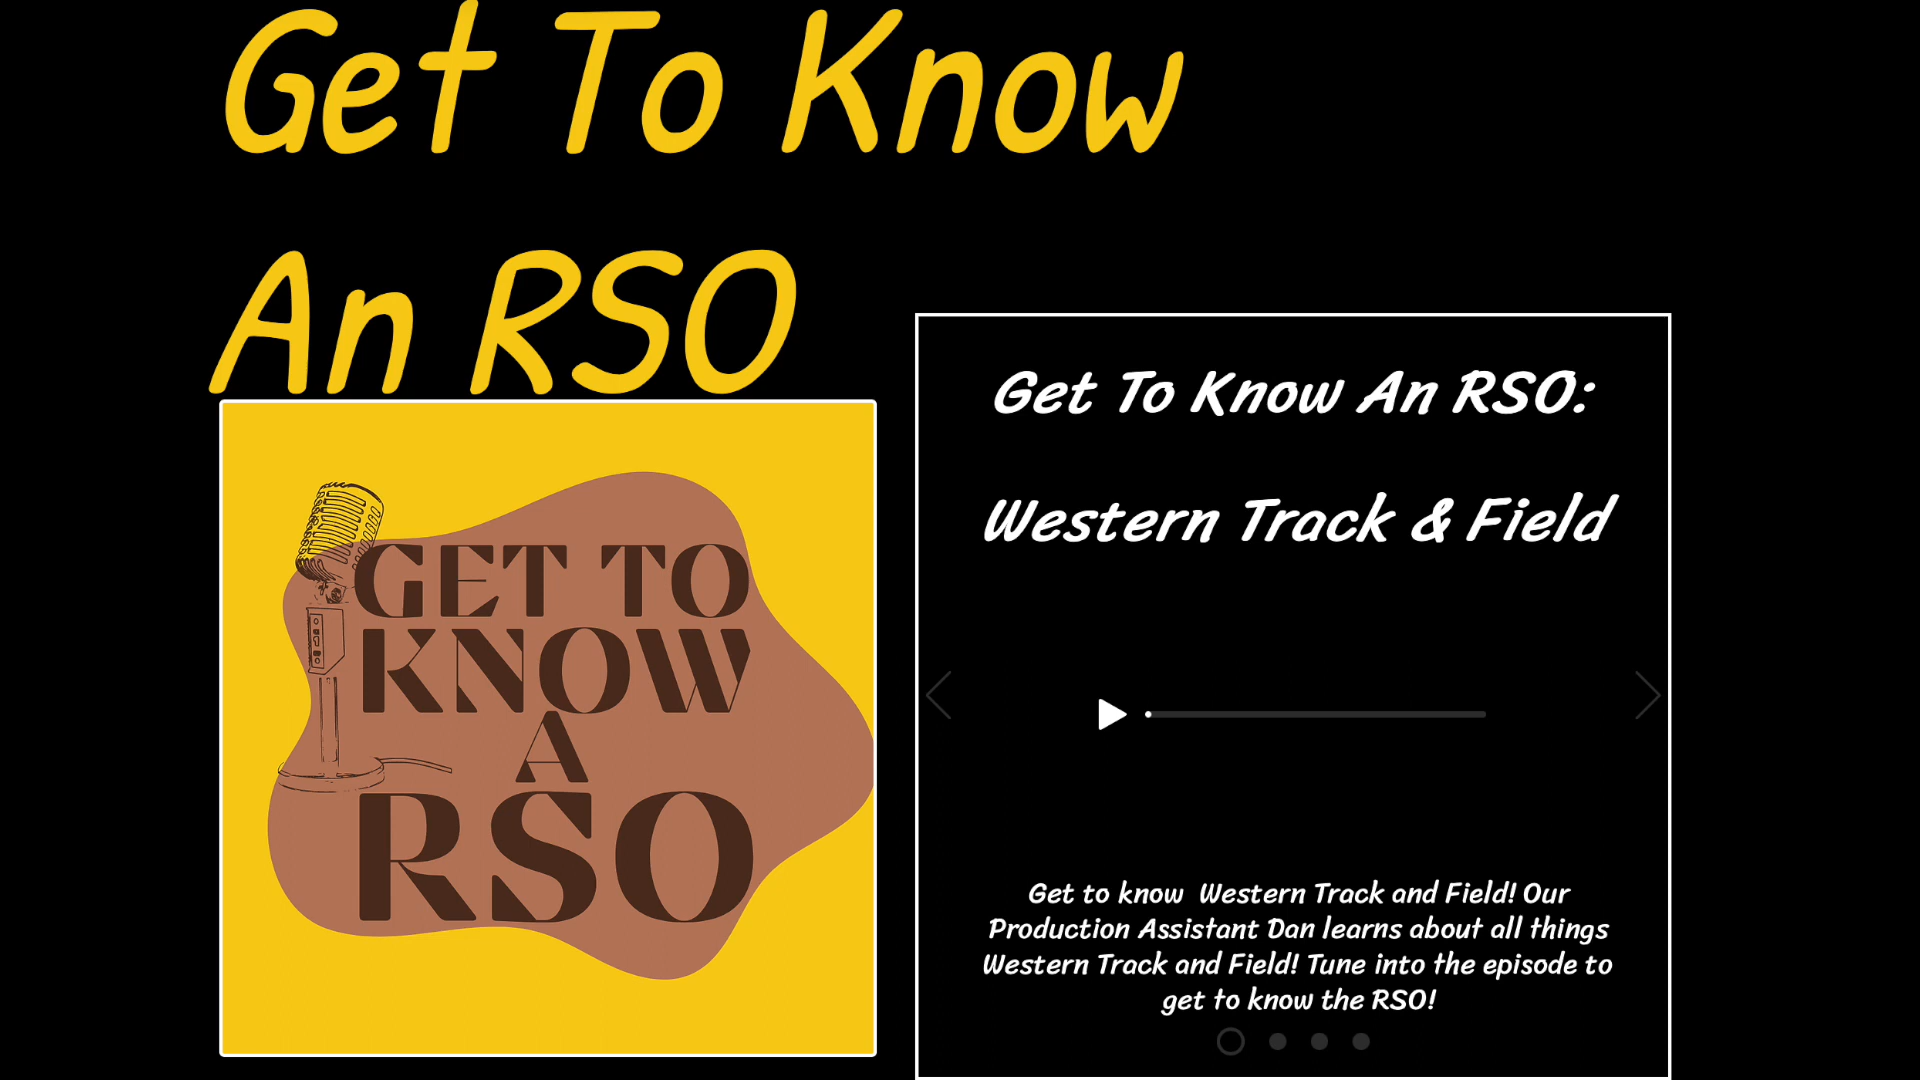 Get To Know
An RSO
GET TO
KNOW
A
RSO
Get To Know An RSO:
Western Track & Field
Get to know  Western Track and Field! Our
Production Assistant Dan learns about all things
Western Track and Field! Tune into the episode to
get to know the RSO!